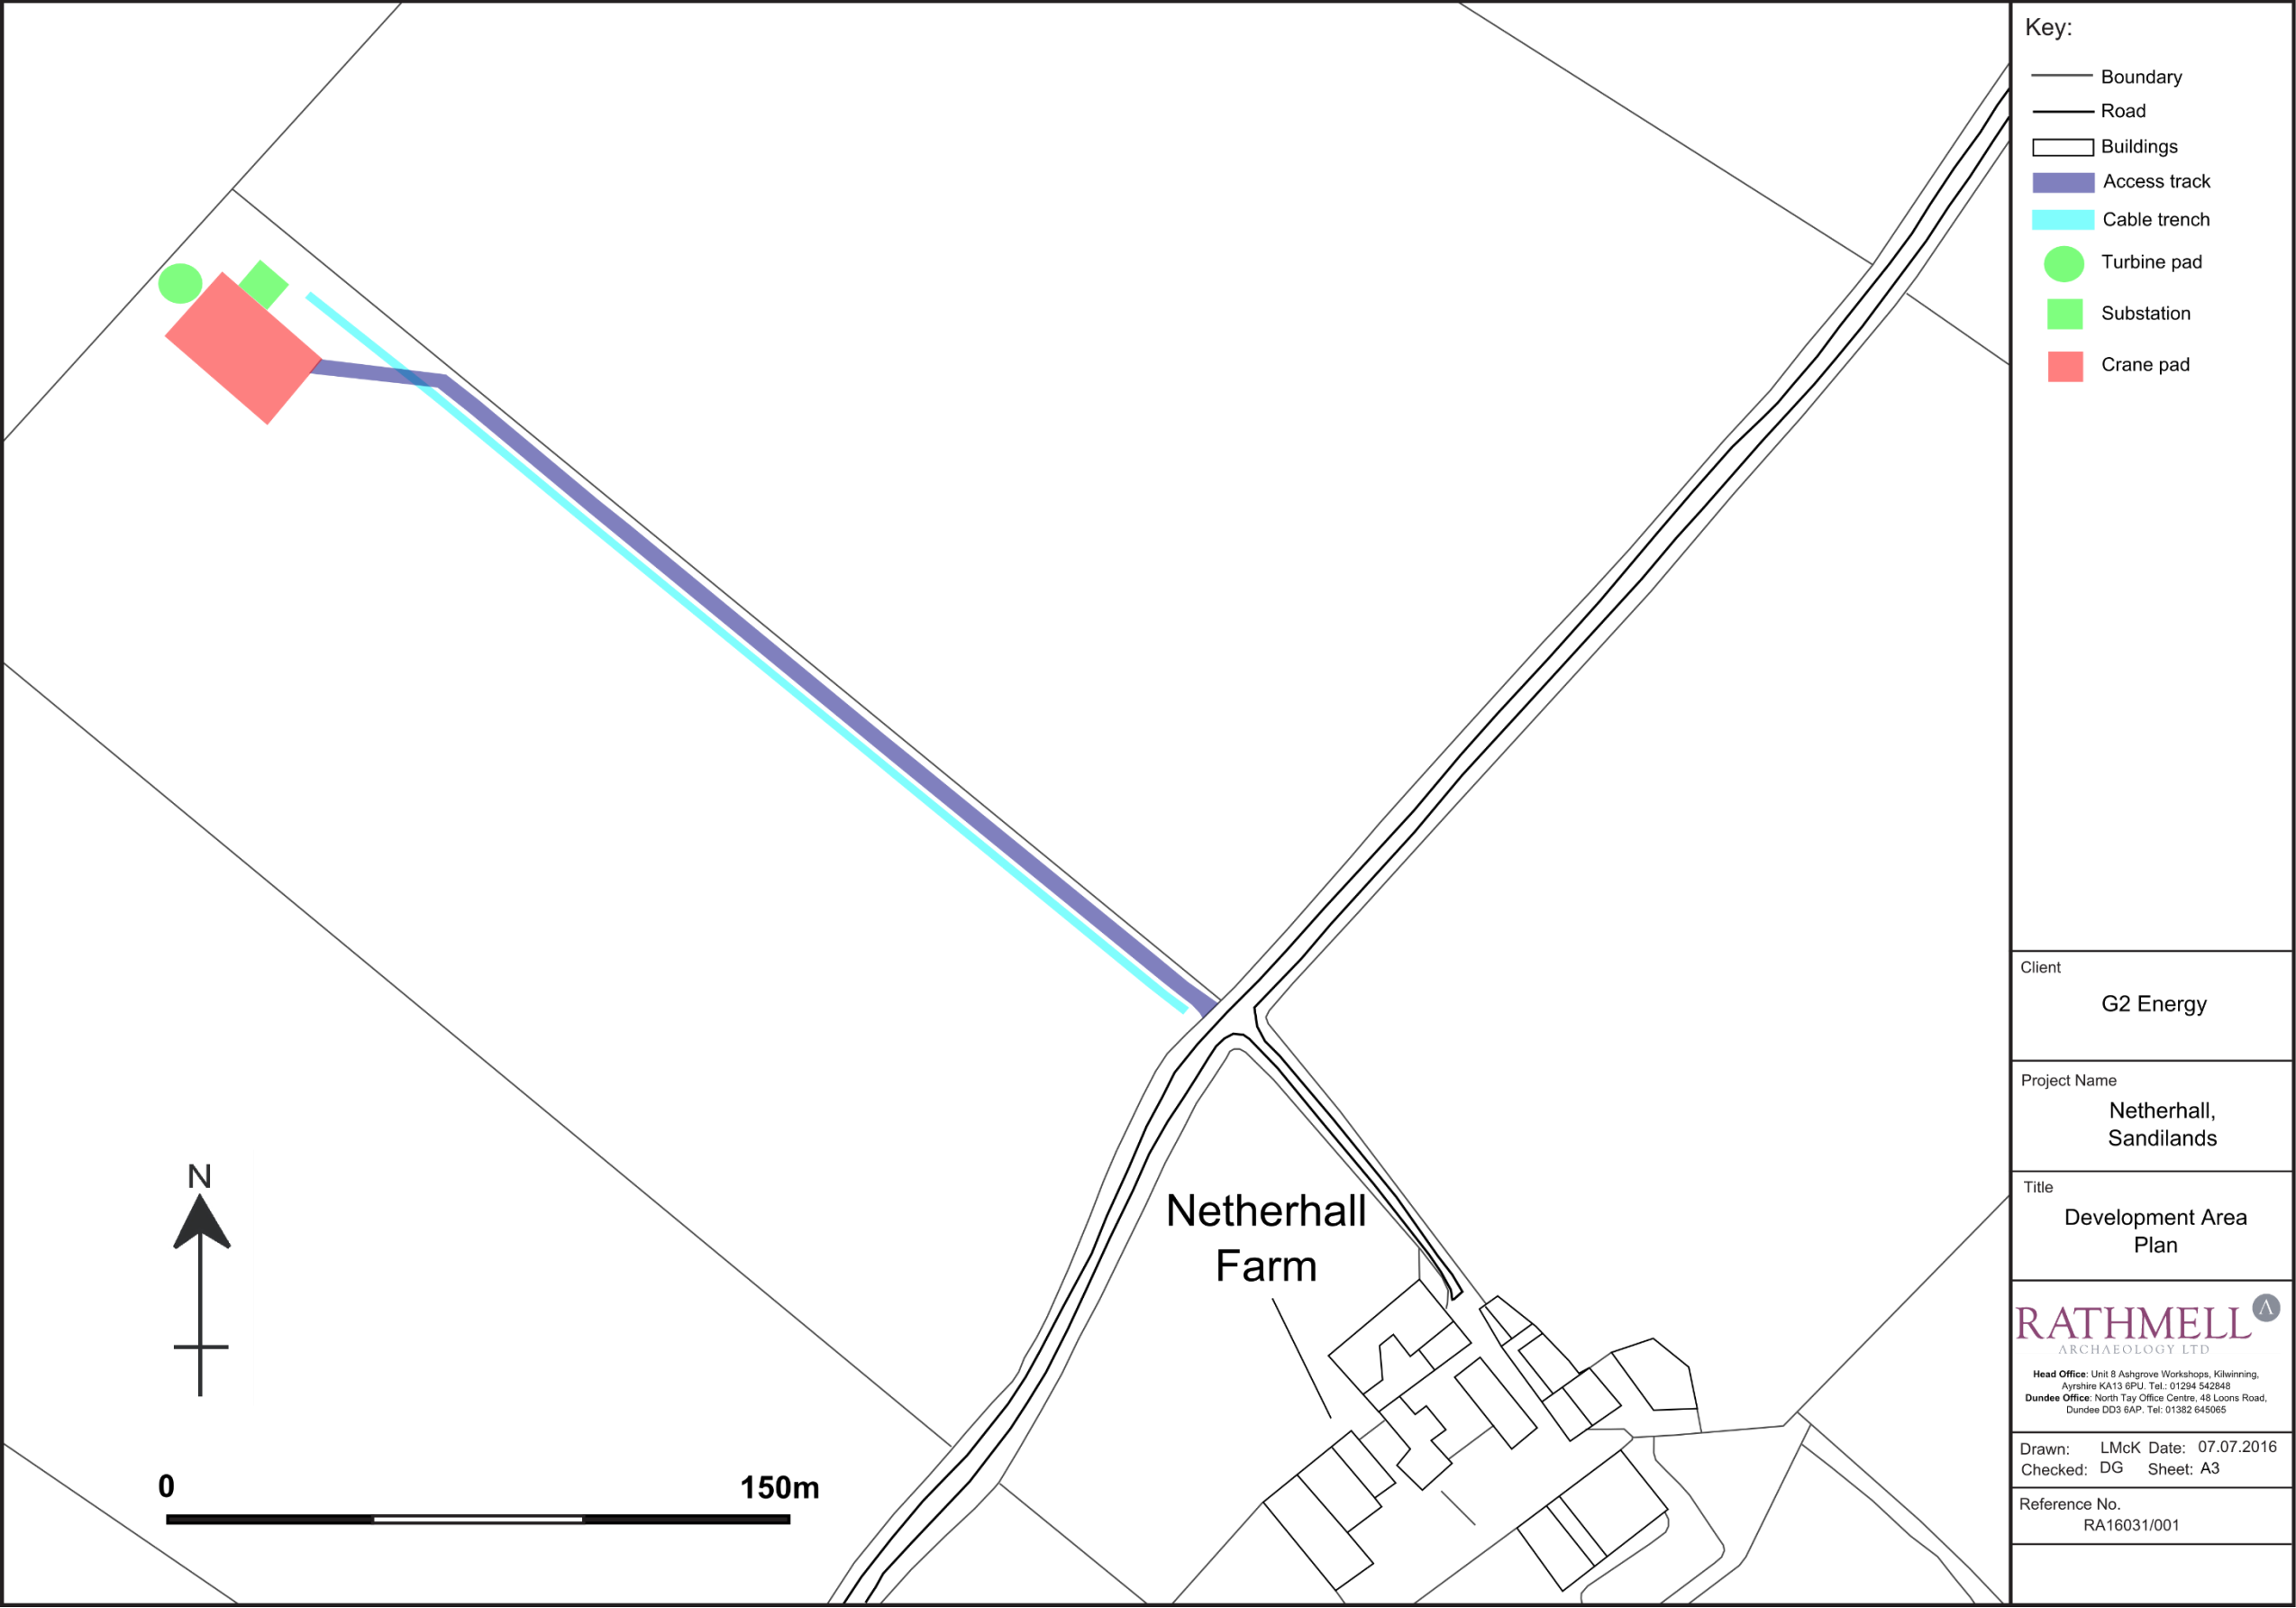 Key:
Boundary
Road
Buildings
Access track
Cable trench
Turbine pad
Substation
Crane pad
N
0
150m
Netherhall
Farm
Client
G2 Energy
Project Name
Netherhall,
Sandilands
Title
Development Area
Plan
RATHMELL
ARCHAEOLOGY LTD
Head Office: Unit 8 Ashgrove Workshops, Kilwinning,
Ayrshire KA13 6PU. Tel.: 01294 542848
Dundee Office: North Tay Office Centre, 48 Loons Road,
Dundee DD3 6AP. Tel: 01382 645065
Drawn: LMcK Date: 07.07.2016
Checked: DG Sheet: A3
Reference No.
RA16031/001